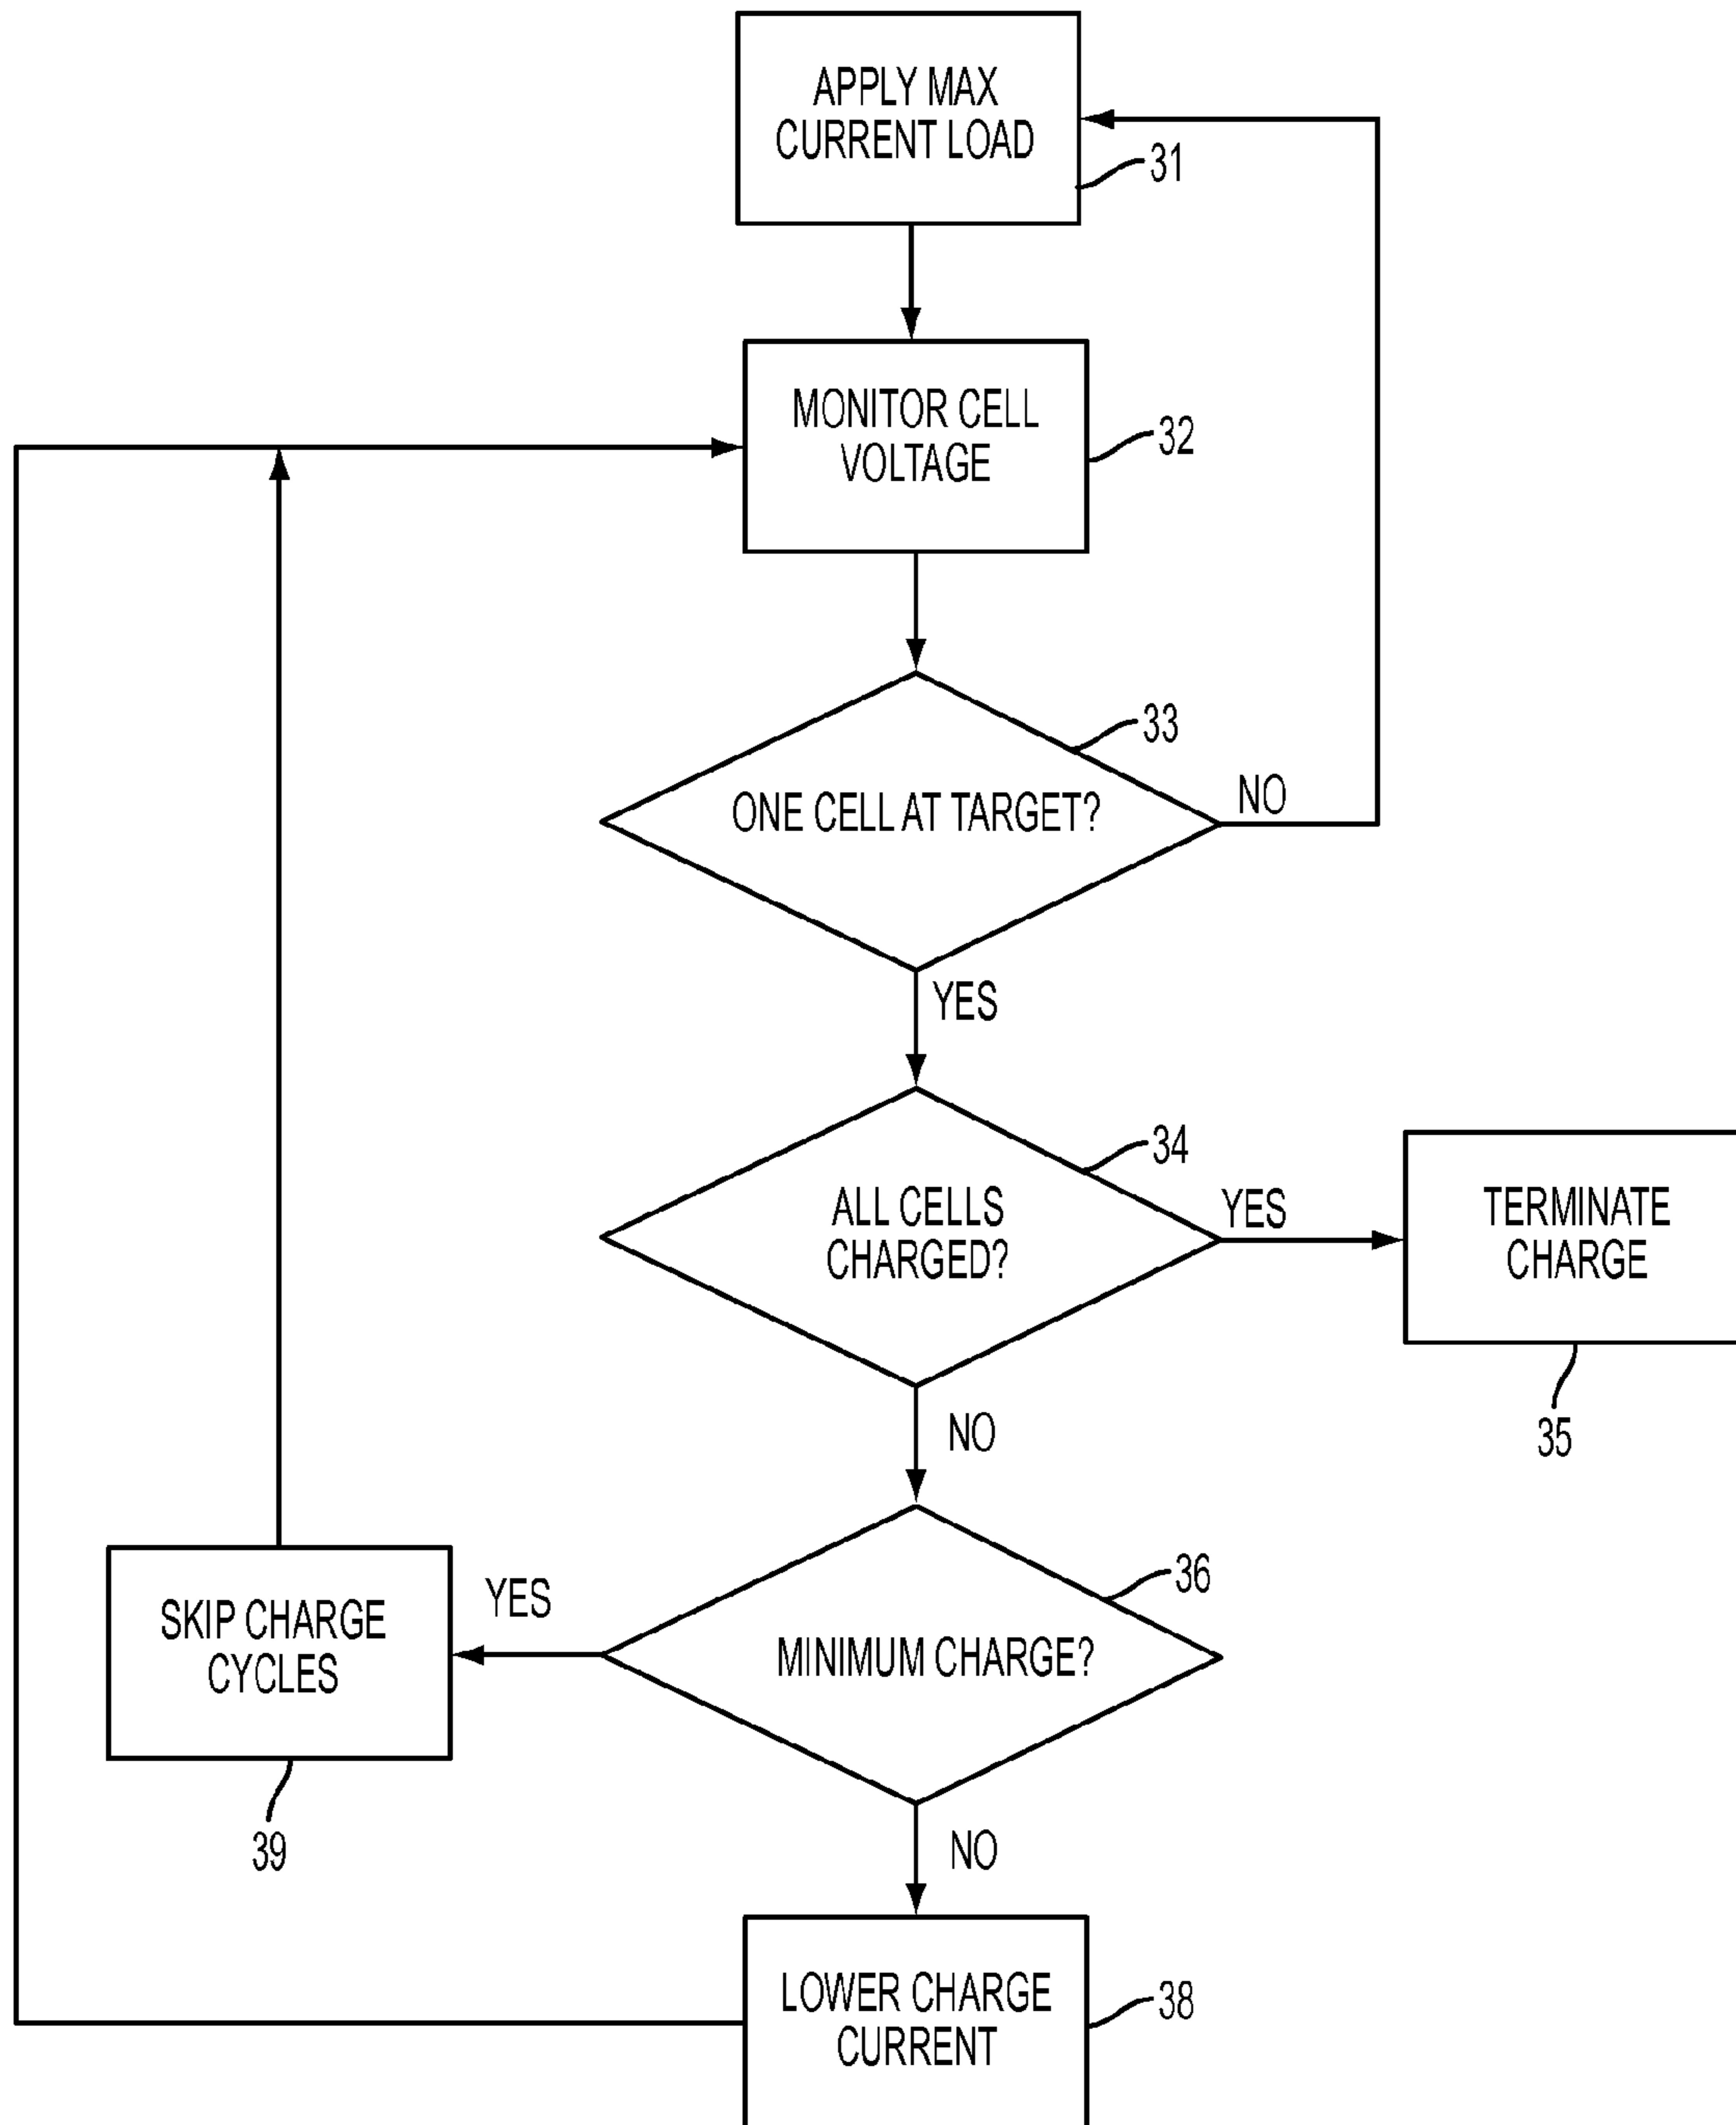 APPLY MAX
CURRENT LOAD
31
MONITOR CELL
VOLTAGE
32
33
ONE CELL AT TARGET?
NO
YES
34
ALL CELLS
CHARGED?
YES
TERMINATE
CHARGE
35
NO
36
MINIMUM CHARGE?
YES
SKIP CHARGE
CYCLES
39
NO
LOWER CHARGE
CURRENT
38